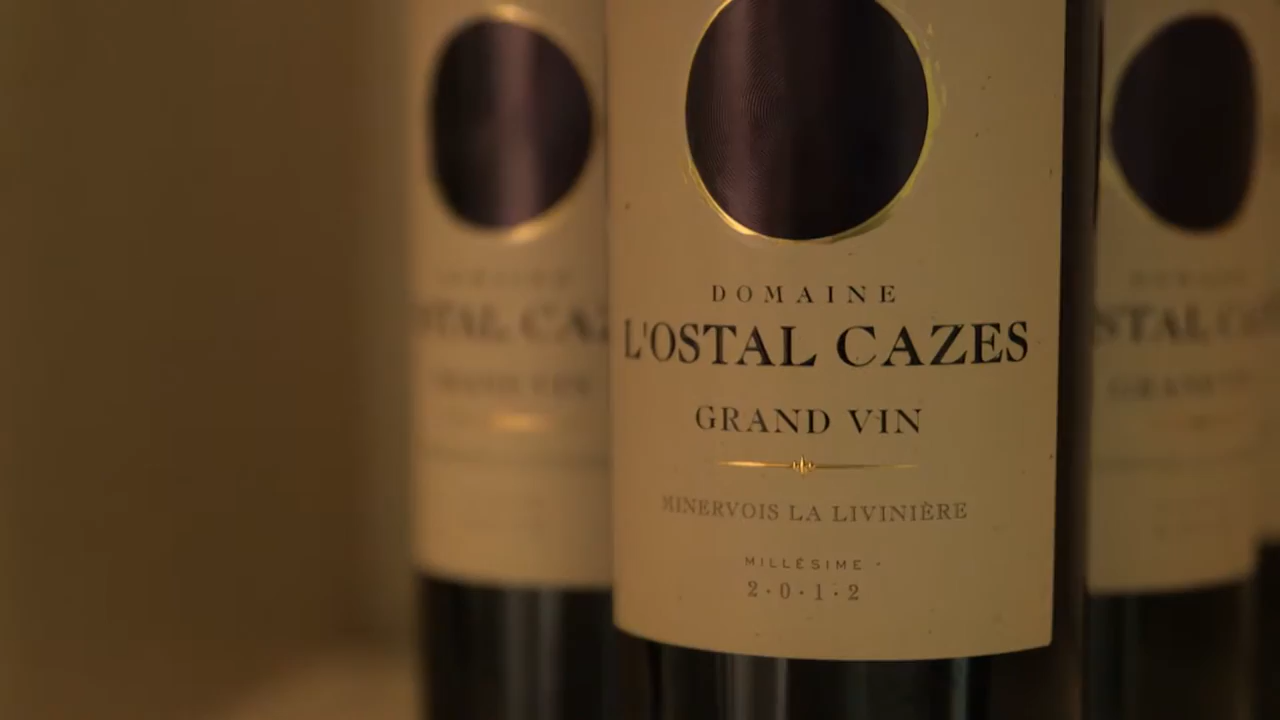 DOMAINE
L'OSTAL CAZES
GRAND VIN
MINERVOIS LA LIVINIÈRE
MILLÉSIME
2·0·1·2